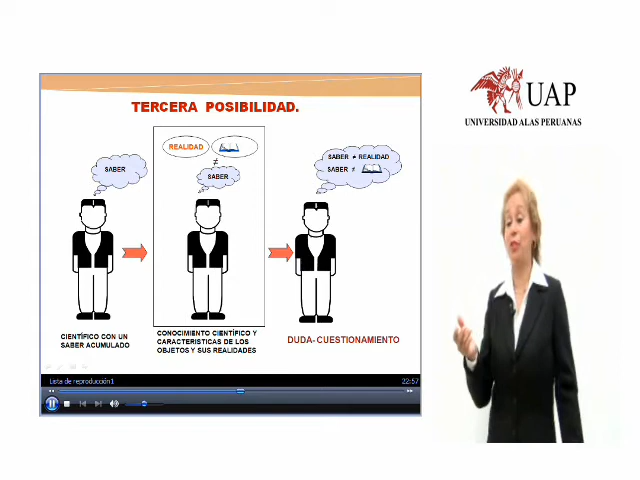 TERCERA POSIBILIDAD.
REALIDAD
≠
SABER
SABER
SABER ≠ REALIDAD
SABER ≠
CIENTÍFICO CON UN
SABER ACUMULADO
CONOCIMIENTO CIENTÍFICO Y
CARACTERISTICAS DE LOS
OBJETOS Y SUS REALIDADES
DUDA-CUESTIONAMIENTO
Lista de reproducción1
22:57
UAP
UNIVERSIDAD ALAS PERUANAS